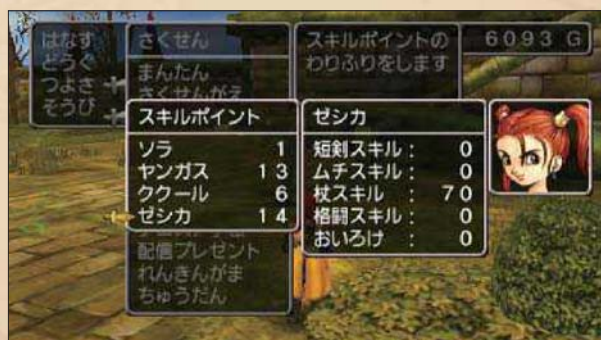 はなす
どうぐ
つよさ
そうび
さくせん
まんたん
さくせんがえ
スキルポイントの
わりふりをします
6093 G
スキルポイント
ソラ 1
ヤンガス 13
ククール 6
ゼシカ 14
ゼシカ
短剣スキル： 0
ムチスキル： 0
杖スキル ： 70
格闘スキル： 0
おいろけ ： 0
配信プレゼント
れんきんがま
ちゅうだん